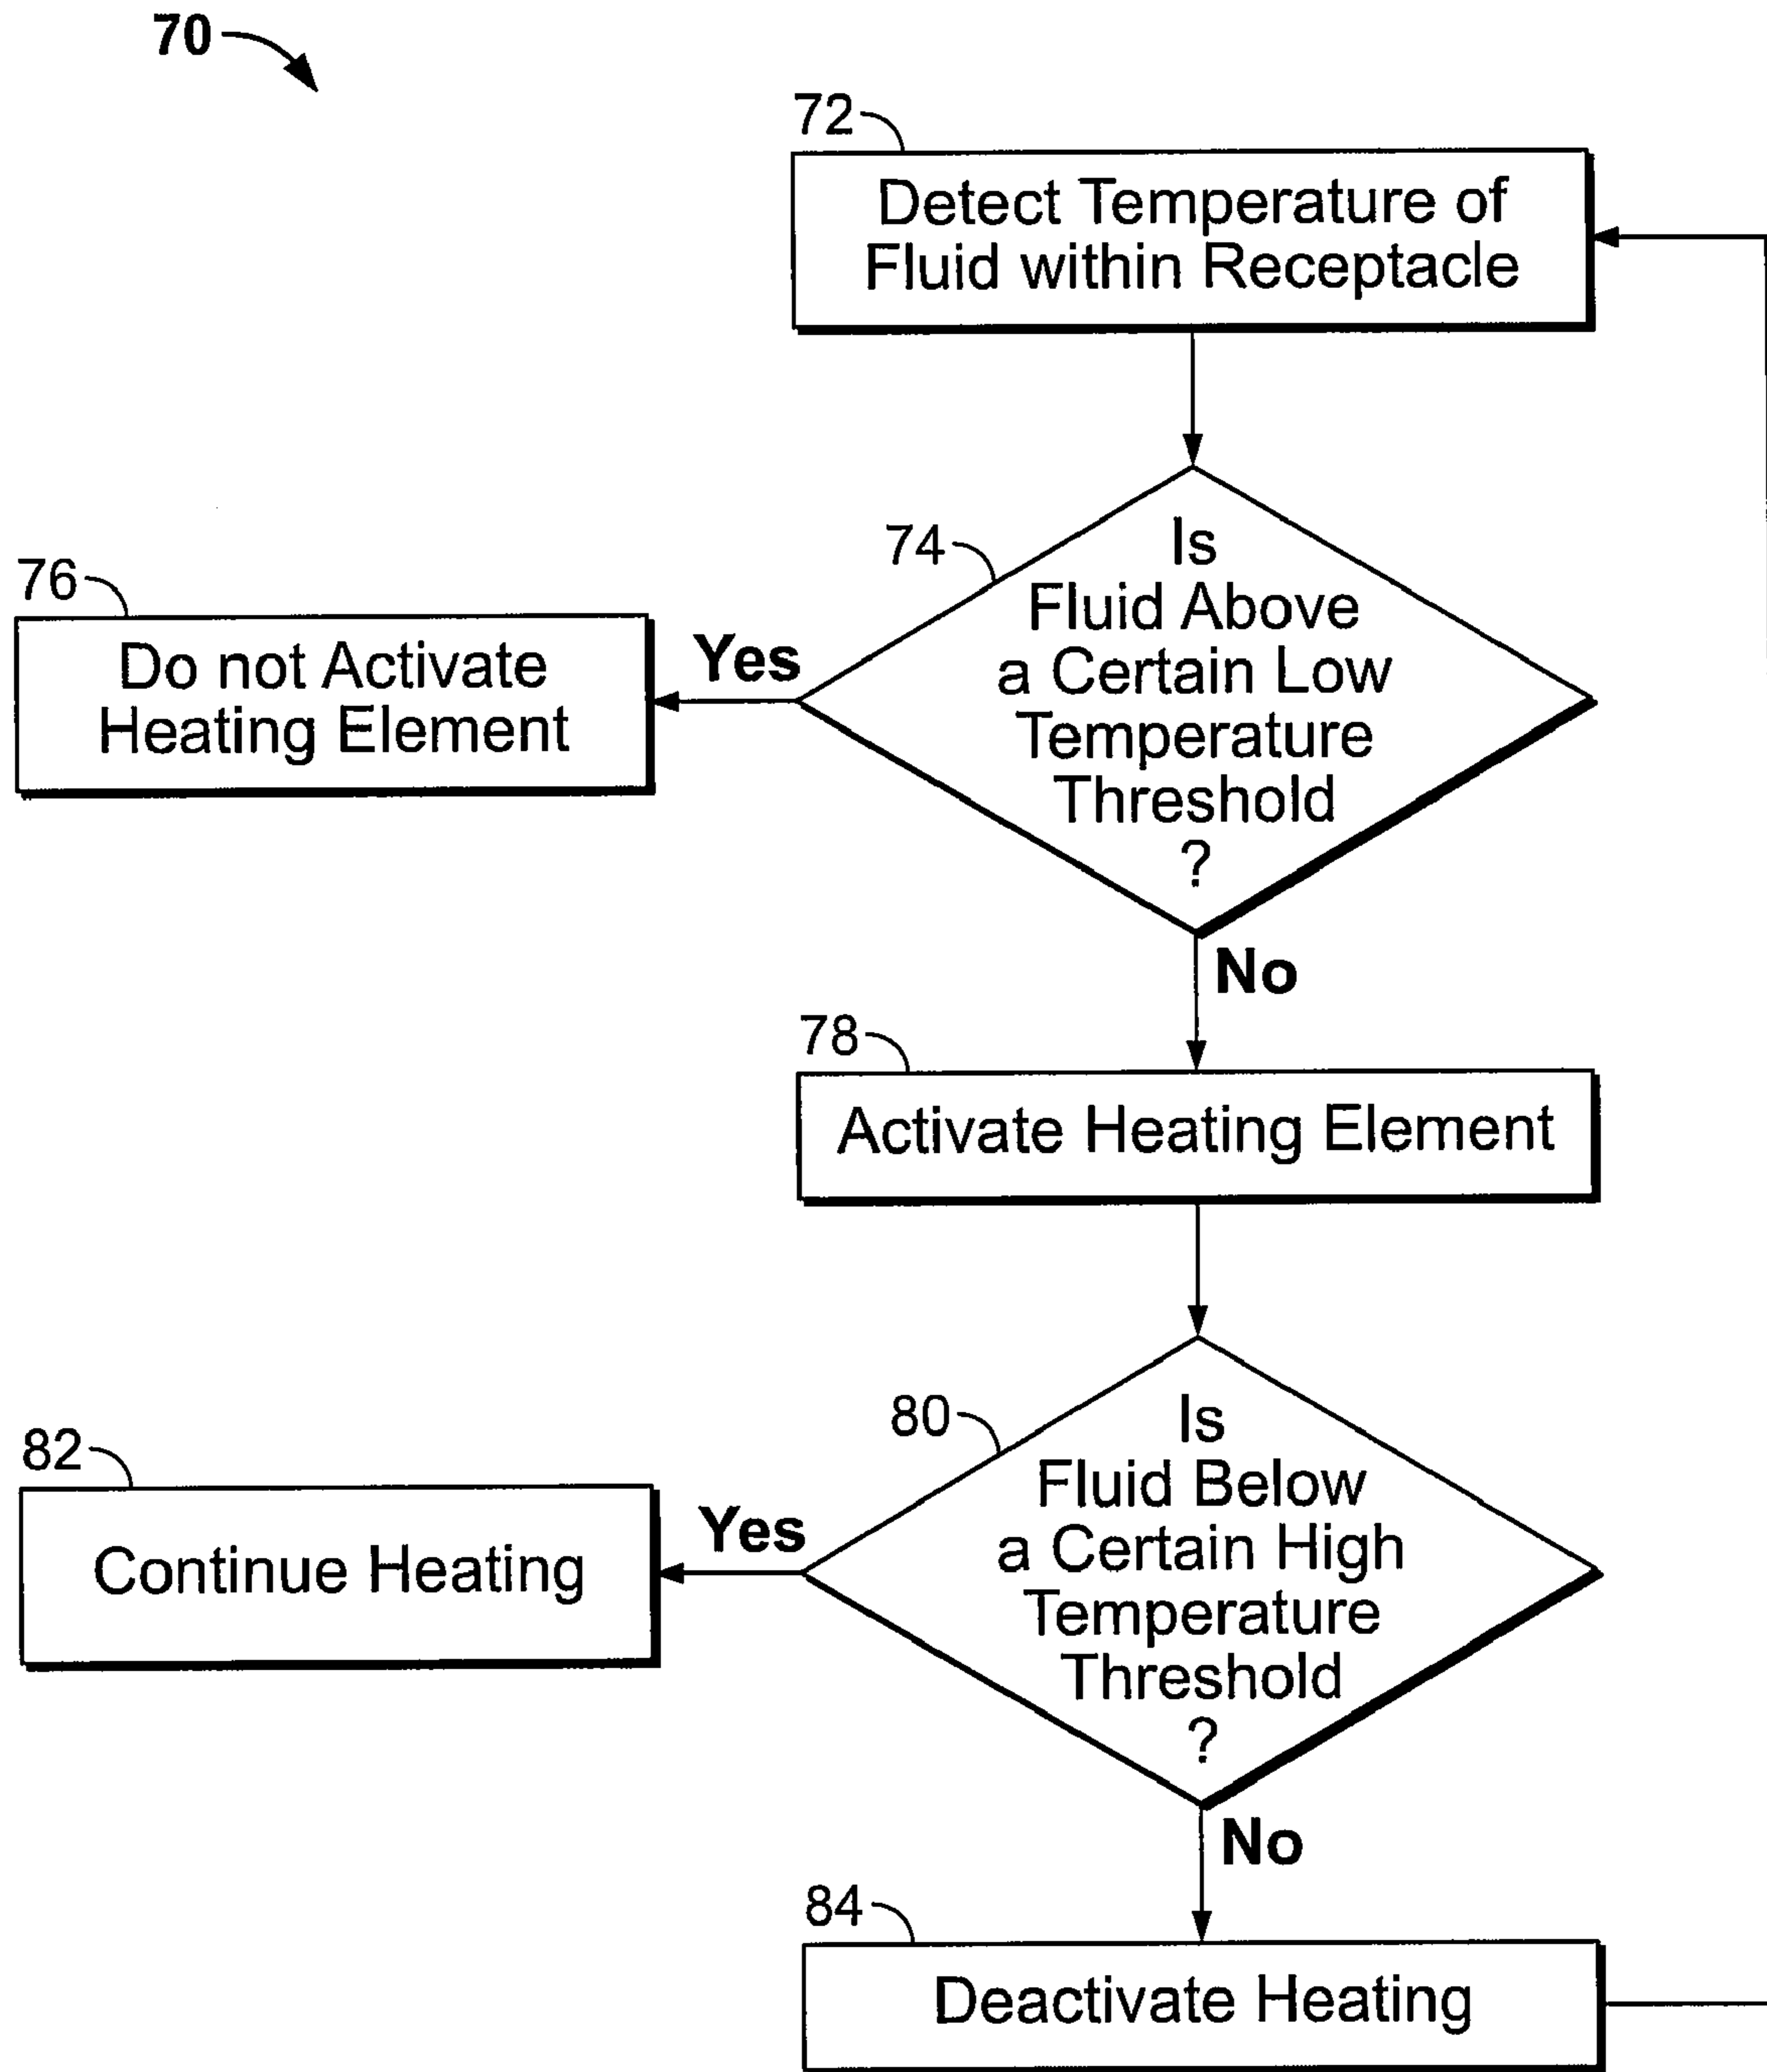 70
72
Detect Temperature of
Fluid within Receptacle
74
Is
Fluid Above
a Certain Low
Temperature
Threshold
?
Yes
76
Do not Activate
Heating Element
No
78
Activate Heating Element
80
Is
Fluid Below
a Certain High
Temperature
Threshold
?
Yes
82
Continue Heating
No
84
Deactivate Heating